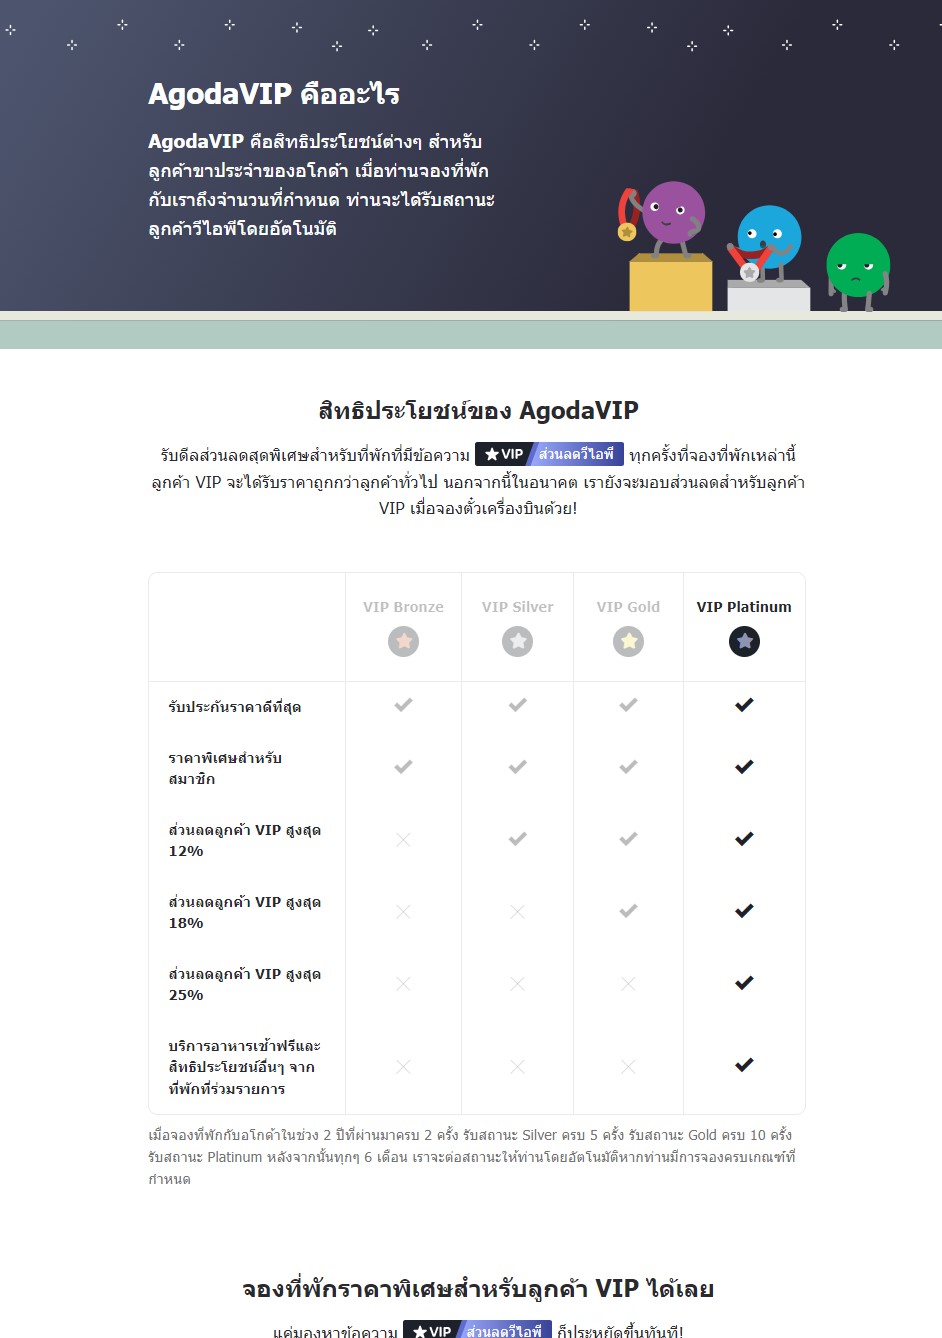 AgodaVIP คืออะไร
AgodaVIP คือสิทธิประโยชน์ต่างๆ สำหรับ
ลูกค้าขาประจำของอโกด้า เมื่อท่านจองที่พัก
กับเราถึงจำนวนที่กำหนด ท่านจะได้รับสถานะ
ลูกค้าวีไอพีโดยอัตโนมัติ
สิทธิประโยชน์ของ AgodaVIP
รับดีลส่วนลดสุดพิเศษสำหรับที่พักที่มีข้อความ VIP ส่วนลดวีไอพี ทุกครั้งที่จองที่พักเหล่านี้
ลูกค้า VIP จะได้รับราคาถูกกว่าลูกค้าทั่วไป นอกจากนี้ในอนาคต เรายังจะมอบส่วนลดสำหรับลูกค้า
VIP เมื่อจองตั๋วเครื่องบินด้วย!
VIP Bronze VIP Silver VIP Gold VIP Platinum
รับประกันราคาดีที่สุด
ราคาพิเศษสำหรับ
สมาชิก
ส่วนลดลูกค้า VIP สูงสุด
12%
ส่วนลดลูกค้า VIP สูงสุด
18%
ส่วนลดลูกค้า VIP สูงสุด
25%
บริการอาหารเช้าฟรีและ
สิทธิประโยชน์อื่นๆ จาก
ที่พักที่ร่วมรายการ
เมื่อจองที่พักกับอโกด้าในช่วง 2 ปีที่ผ่านมาครบ 2 ครั้ง รับสถานะ Silver ครบ 5 ครั้ง รับสถานะ Gold ครบ 10 ครั้ง
รับสถานะ Platinum หลังจากนั้นทุกๆ 6 เดือน เราจะต่อสถานะให้ท่านโดยอัตโนมัติหากท่านมีการจองครบเกณฑ์ที่
กำหนด
จองที่พักราคาพิเศษสำหรับลูกค้า VIP ได้เลย
แค่มองหาข้อความ VIP ส่วนลดวีไอพี ก็ประหยัดขึ้นทันที!